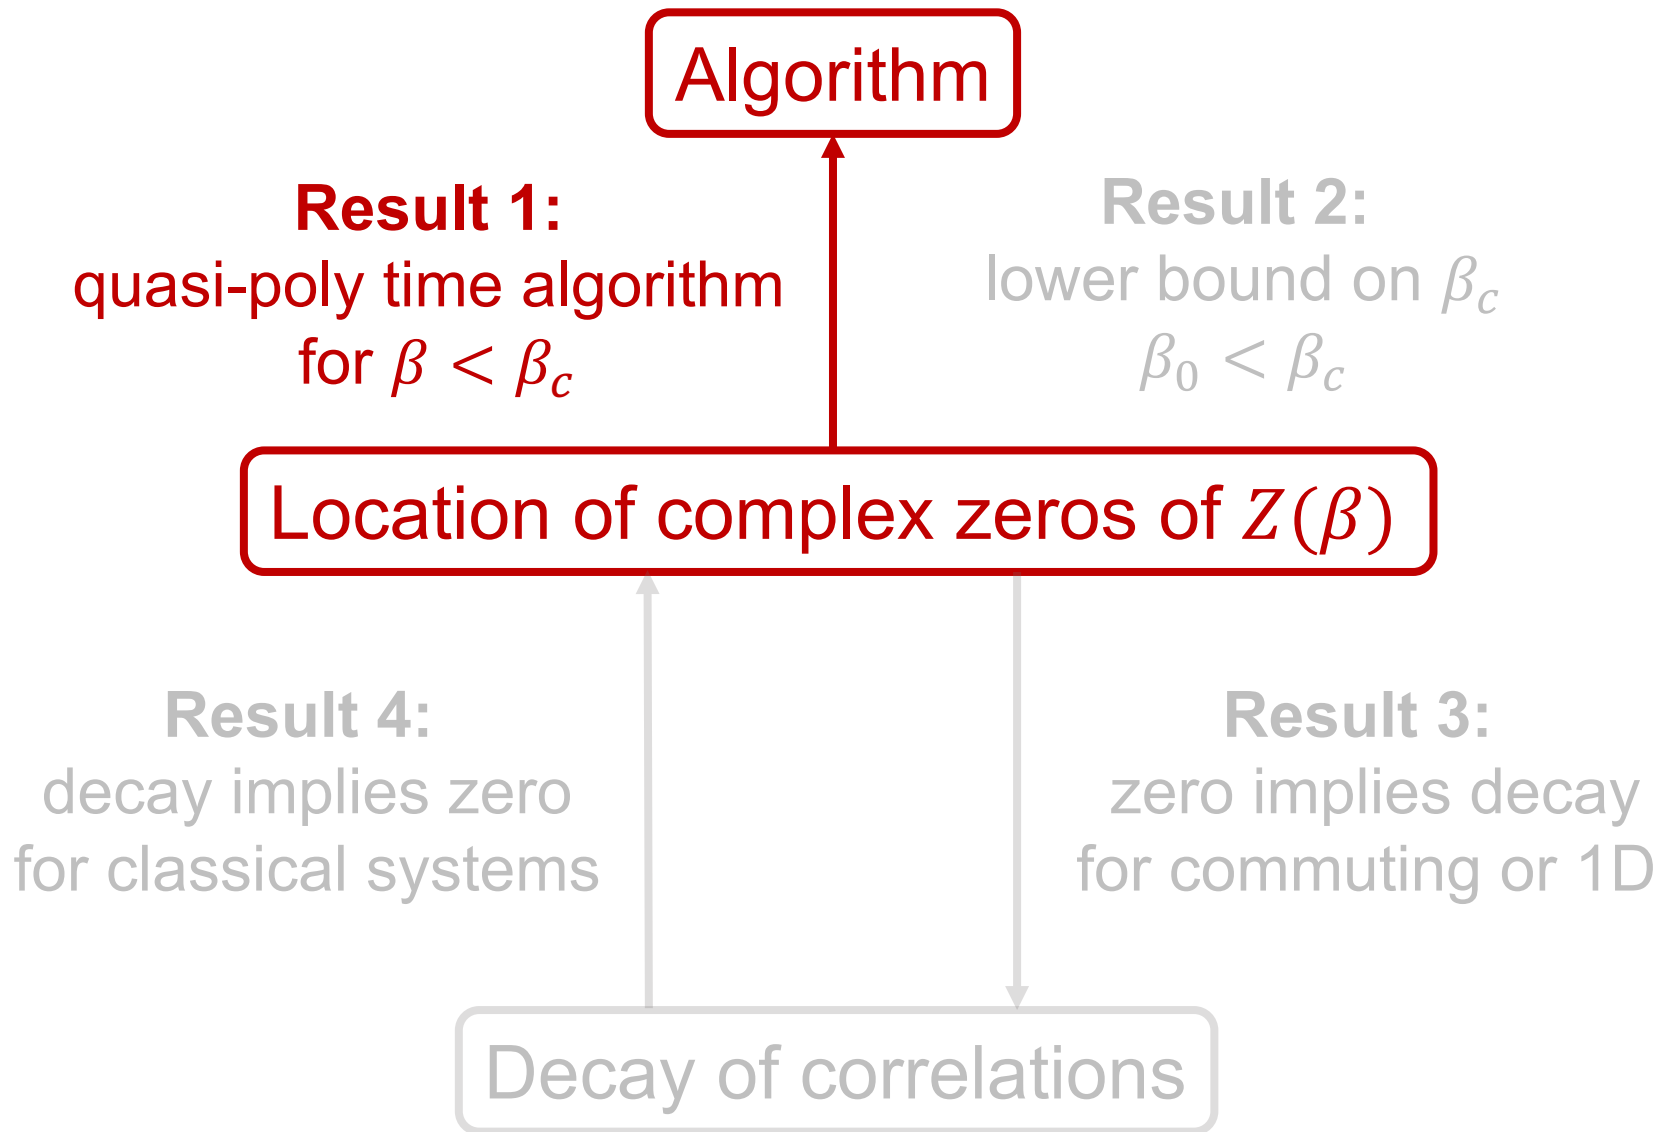 Algorithm
Result 1:
quasi-poly time algorithm
for β < β_c
Result 2:
lower bound on β_c
β_0 < β_c
Location of complex zeros of Z(β)
Result 4:
decay implies zero
for classical systems
Result 3:
zero implies decay
for commuting or 1D
Decay of correlations